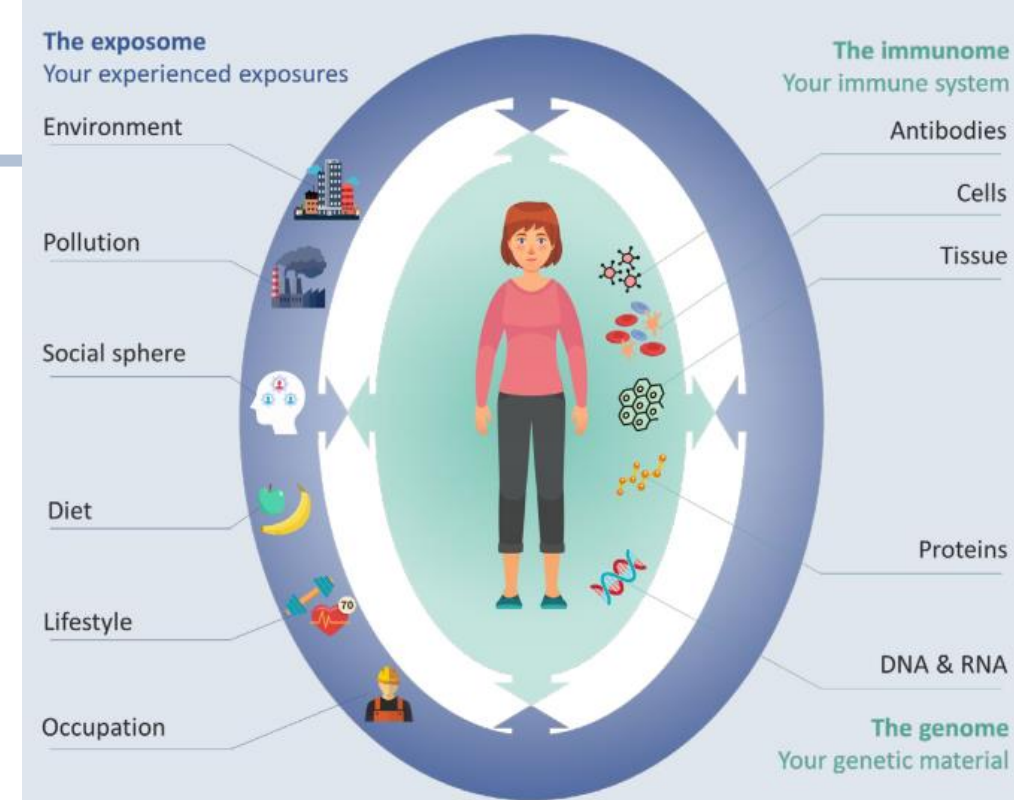 The exposome
Your experienced exposures
Environment
Pollution
Social sphere
Diet
Lifestyle
70
Occupation
The immunome
Your immune system
Antibodies
Cells
Tissue
Proteins
DNA & RNA
The genome
Your genetic material